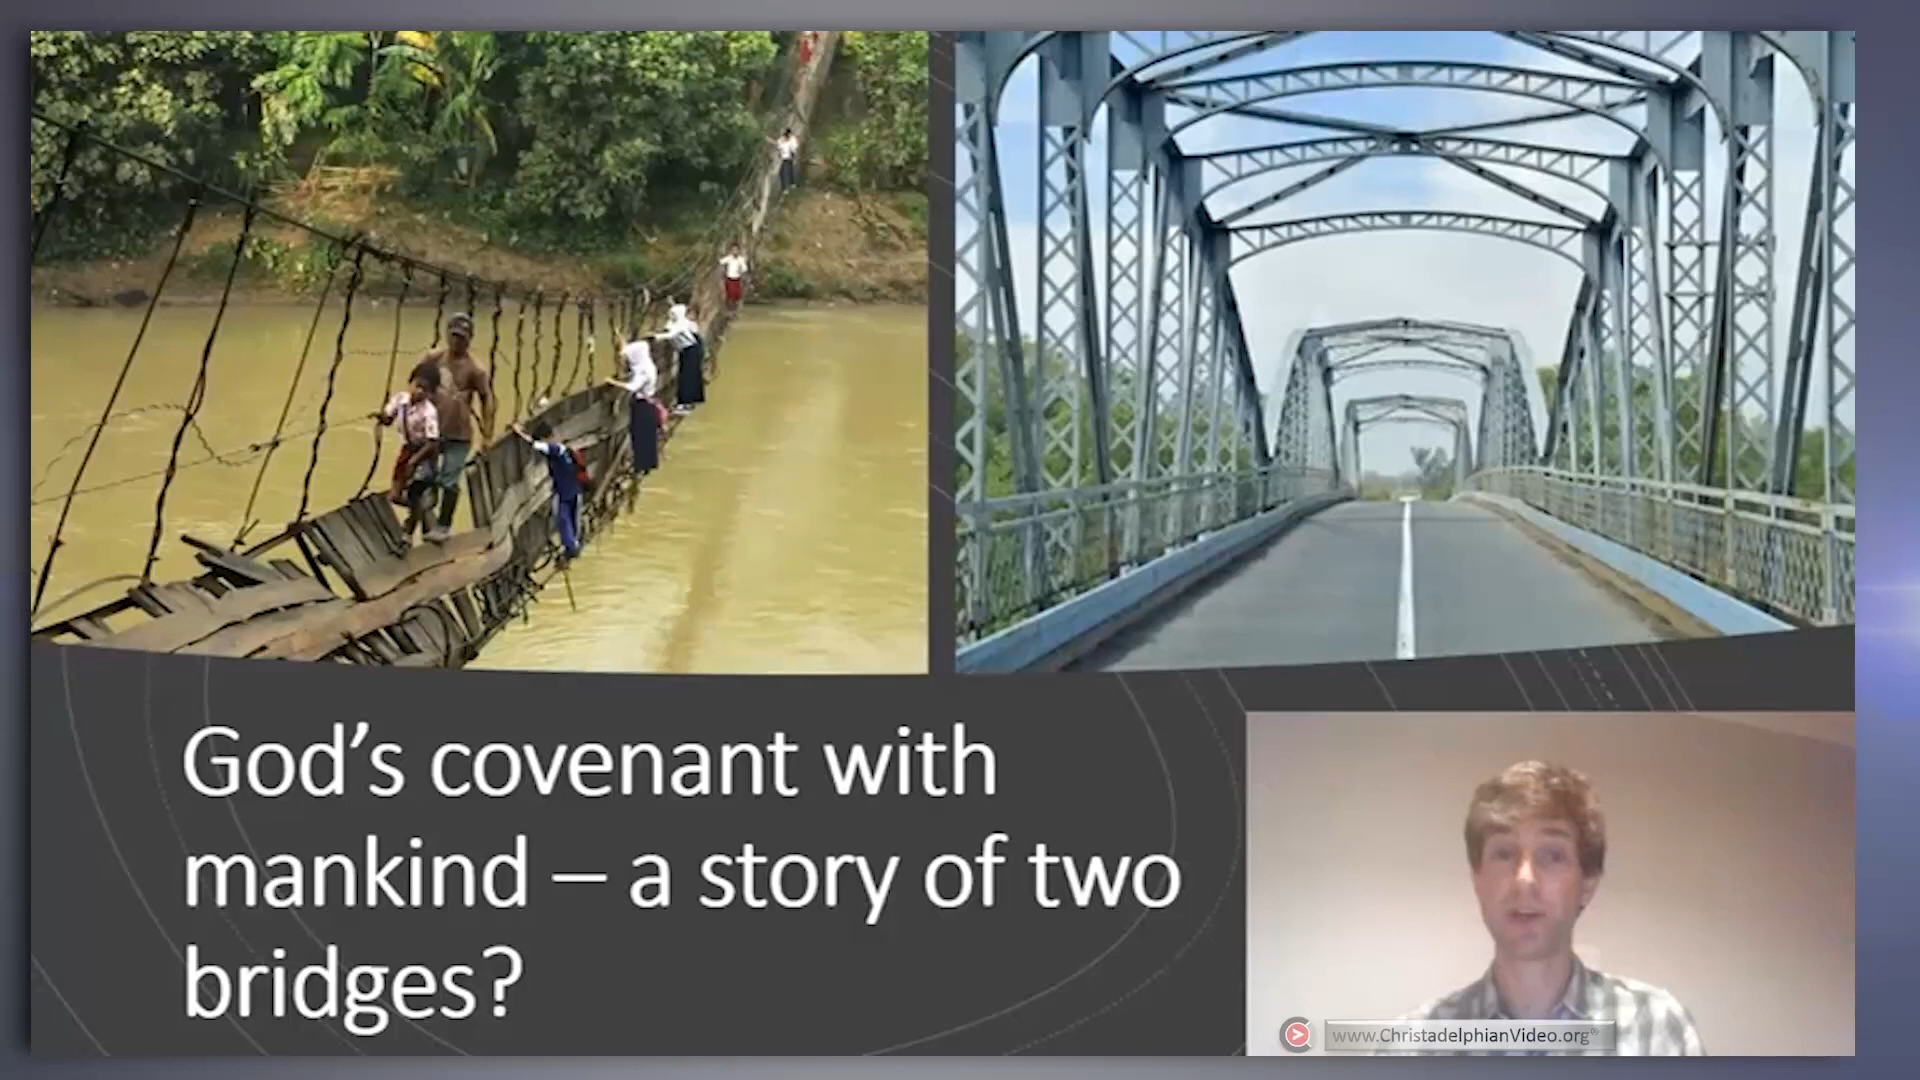 God's covenant with
mankind – a story of two
bridges?
www.ChristadelphianVideo.org®